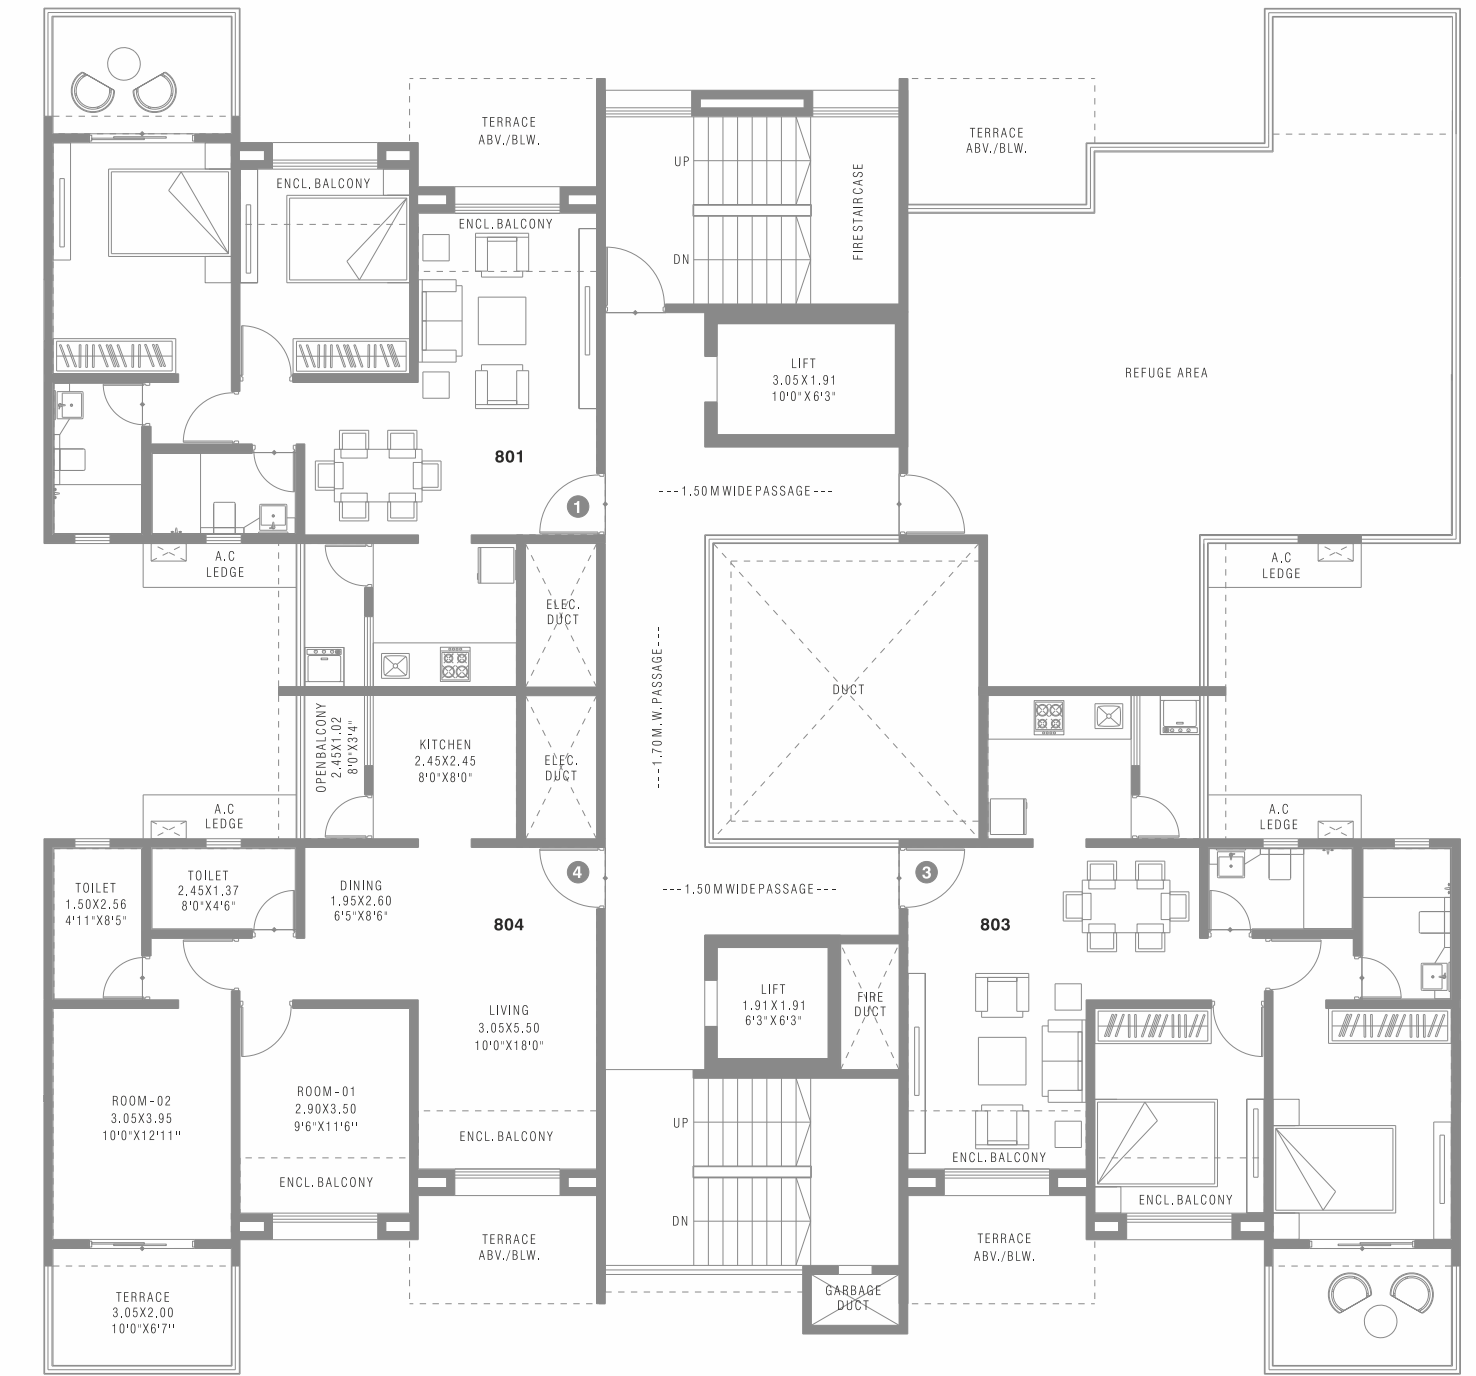 TERRACE
ABV./BLW.
UP
FIRE STAIR CASE
TERRACE
ABV./BLW.
ENCL. BALCONY
ENCL. BALCONY
DN
LIFT
3.05X1.91
10'0"X6'3"
REFUGE AREA
801
1
---1.50 M WIDE PASSAGE---
A.C
LEDGE
ELEC.
DUCT
A.C
LEDGE
---1.70 M. W. PASSAGE---
DUCT
OPEN BALCONY
2.45X1.02
8'0"X3'4"
KITCHEN
2.45X2.45
8'0"X8'0"
ELEC.
DUCT
A.C
LEDGE
A.C
LEDGE
TOILET
1.50X2.56
4'11"X8'5"
TOILET
2.45X1.37
8'0"X4'6"
DINING
1.95X2.60
6'5"X8'6"
4
3
---1.50 M WIDE PASSAGE---
804
803
LIFT
1.91X1.91
6'3"X6'3"
FIRE
DUCT
LIVING
3.05X5.50
10'0"X18'0"
ROOM-02
3.05X3.95
10'0"X12'11"
ROOM-01
2.90X3.50
9'6"X11'6"
UP
ENCL. BALCONY
ENCL. BALCONY
ENCL. BALCONY
ENCL. BALCONY
DN
TERRACE
ABV./BLW.
TERRACE
ABV./BLW.
TERRACE
3.05X2.00
10'0"X6'7"
GARBAGE
DUCT